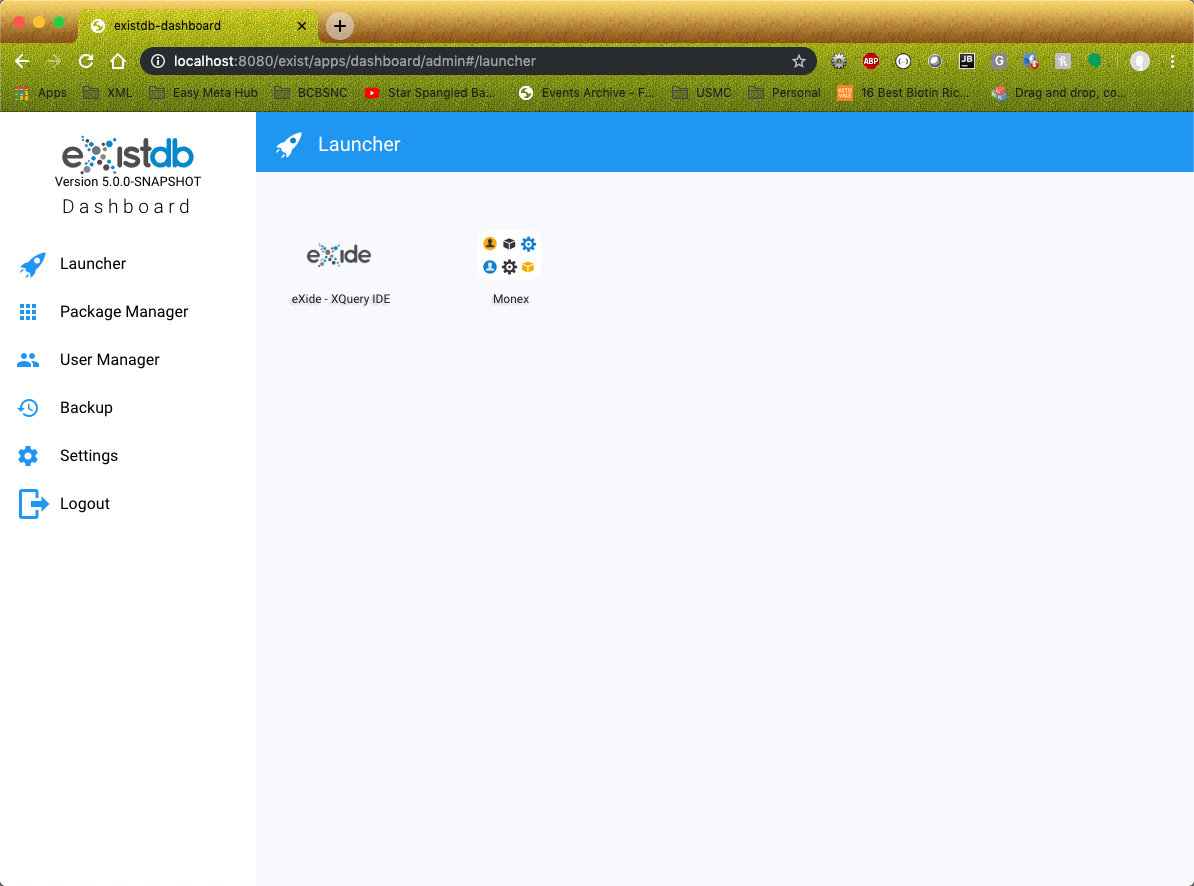 existdb-dashboard
localhost:8080/exist/apps/dashboard/admin#/launcher
ABP
JB
G
Apps XML Easy Meta Hub BCBSNC Star Spangled Ba... Events Archive - F... USMC Personal KETO VALE 16 Best Biotin Ric... Drag and drop, co...
eXistdb
Version 5.0.0-SNAPSHOT
Dashboard
Launcher
Package Manager
User Manager
Backup
Settings
Logout
Launcher
eXide
eXide - XQuery IDE
Monex